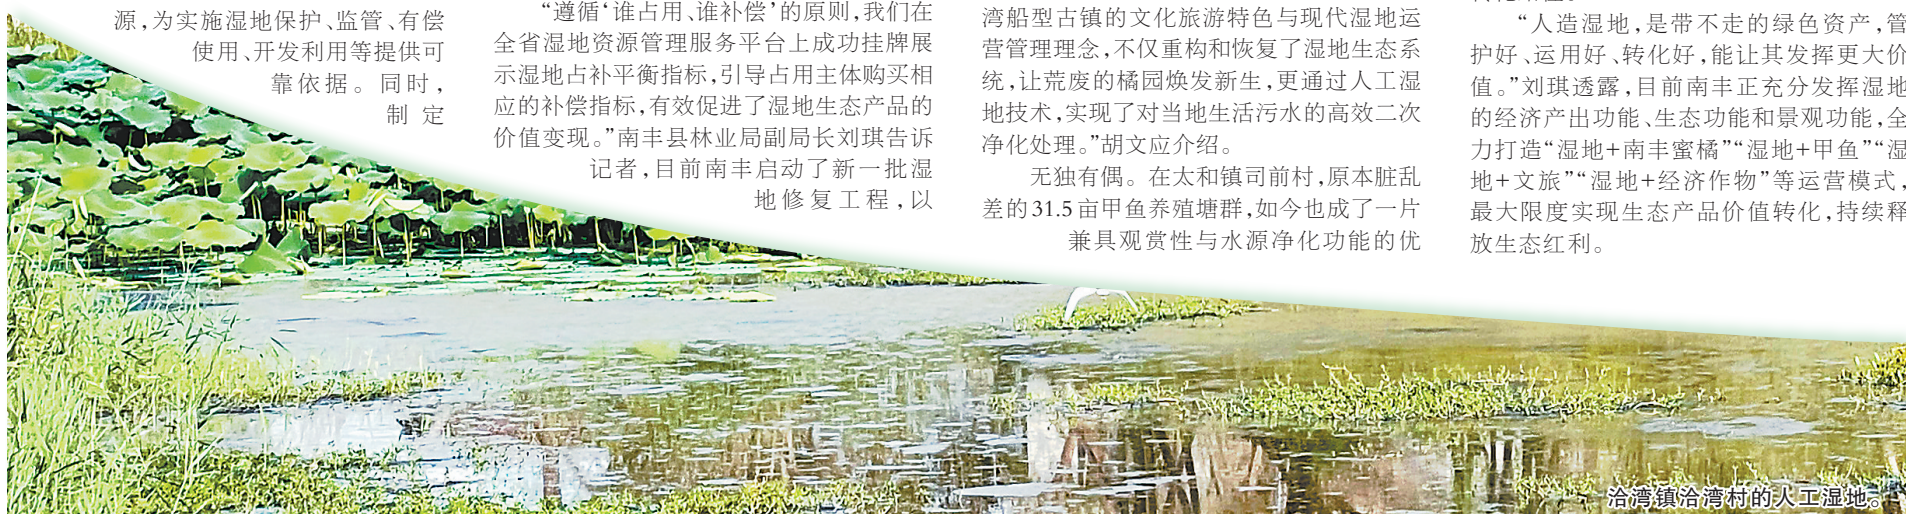 源,为实施湿地保护、监管、有偿
使用、开发利用等提供可
靠依据。同时,
制定
“遵循‘谁占用、谁补偿’的原则,我们在
全省湿地资源管理服务平台上成功挂牌展
示湿地占补平衡指标,引导占用主体购买相
应的补偿指标,有效促进了湿地生态产品的
价值变现。”南丰县林业局副局长刘琪告诉
记者,目前南丰启动了新一批湿
地修复工程,以
湾船型古镇的文化旅游特色与现代湿地运
营管理理念,不仅重构和恢复了湿地生态系
统,让荒废的橘园焕发新生,更通过人工湿
地技术,实现了对当地生活污水的高效二次
净化处理。”胡文应介绍。
无独有偶。在太和镇司前村,原本脏乱
差的31.5亩甲鱼养殖塘群,如今也成了一片
兼具观赏性与水源净化功能的优
“人造湿地,是带不走的绿色资产,管
护好、运用好、转化好,能让其发挥更大价
值。”刘琪透露,目前南丰正充分发挥湿地
的经济产出功能、生态功能和景观功能,全
力打造“湿地+南丰蜜橘”“湿地+甲鱼”“湿
地+文旅”“湿地+经济作物”等运营模式,
最大限度实现生态产品价值转化,持续释
放生态红利。
洽湾镇洽湾村的人工湿地。